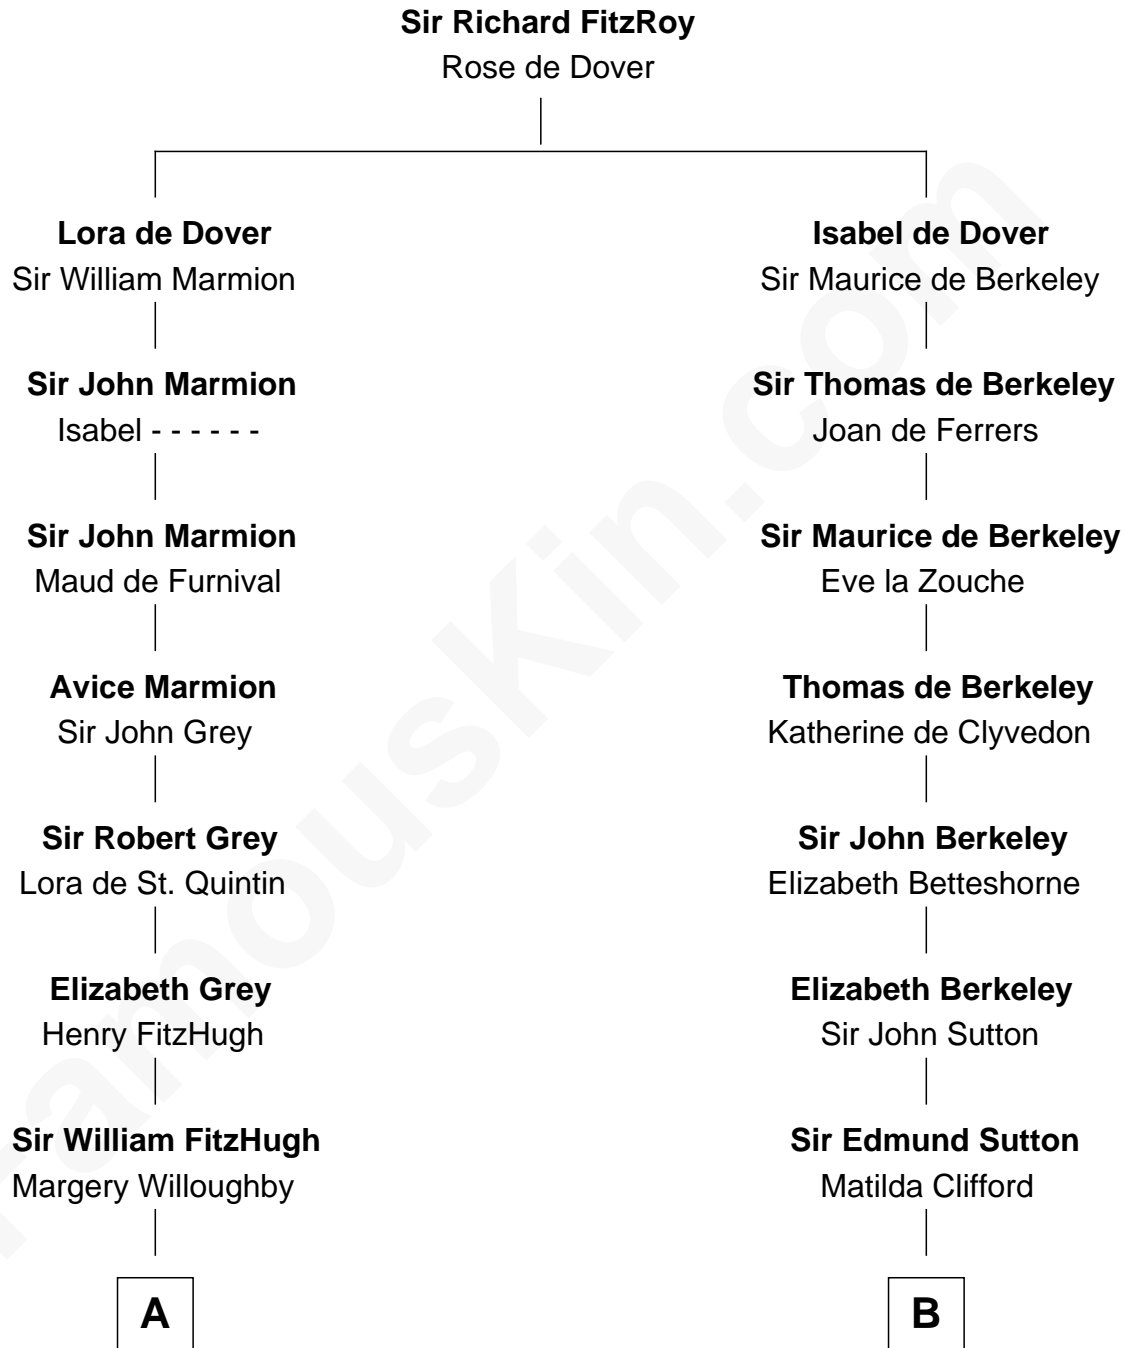 Sir Richard FitzRoy
Rose de Dover
Lora de Dover
Sir William Marmion
Isabel de Dover
Sir Maurice de Berkeley
Sir John Marmion
Isabel - - - - - -
Sir Thomas de Berkeley
Joan de Ferrers
Sir John Marmion
Maud de Furnival
Sir Maurice de Berkeley
Eve la Zouche
Avice Marmion
Sir John Grey
Thomas de Berkeley
Katherine de Clyvedon
Sir Robert Grey
Lora de St. Quintin
Sir John Berkeley
Elizabeth Betteshorne
Elizabeth Grey
Henry FitzHugh
Elizabeth Berkeley
Sir John Sutton
Sir William FitzHugh
Margery Willoughby
Sir Edmund Sutton
Matilda Clifford
A
B
FamousKin.com